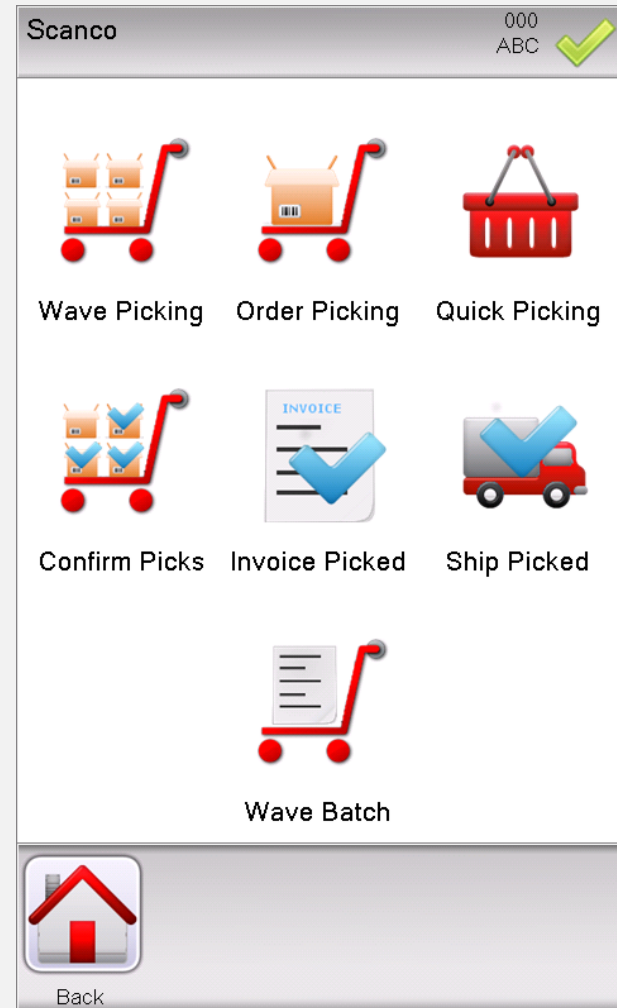 Scanco
000
ABC
Wave Picking
Order Picking
Quick Picking
INVOICE
Confirm Picks
Invoice Picked
Ship Picked
Wave Batch
Back